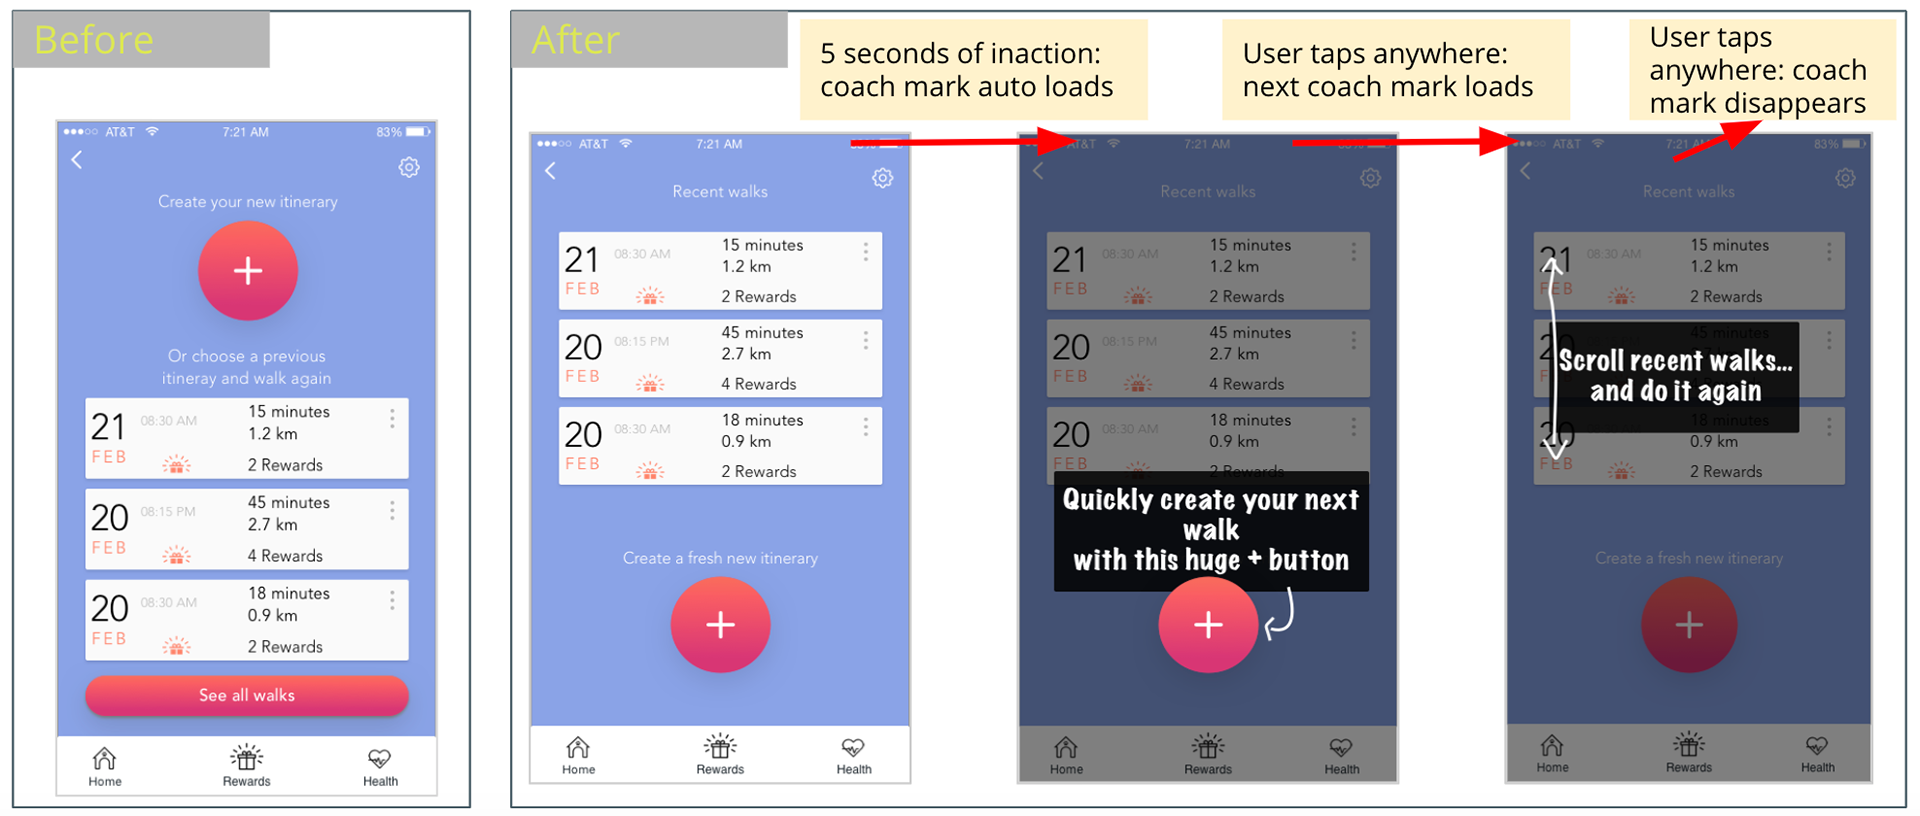 Before
AT&T 7:21 AM 83%
Create your new itinerary
+
Or choose a previous
itineray and walk again
21 FEB 08:30 AM 15 minutes
1.2 km
2 Rewards
20 FEB 08:15 PM 45 minutes
2.7 km
4 Rewards
20 FEB 08:30 AM 18 minutes
0.9 km
2 Rewards
See all walks
Home Rewards Health
After
5 seconds of inaction:
coach mark auto loads
User taps anywhere:
next coach mark loads
User taps
anywhere: coach
mark disappears
AT&T 7:21 AM 83%
Recent walks
21 FEB 08:30 AM 15 minutes
1.2 km
2 Rewards
20 FEB 08:15 PM 45 minutes
2.7 km
4 Rewards
20 FEB 08:30 AM 18 minutes
0.9 km
2 Rewards
Create a fresh new itinerary
+
Home Rewards Health
AT&T 7:21 AM 83%
Recent walks
21 FEB 08:30 AM 15 minutes
1.2 km
2 Rewards
20 FEB 08:15 PM 45 minutes
2.7 km
4 Rewards
20 FEB 08:30 AM 18 minutes
0.9 km
2 Rewards
Quickly create your next
walk
with this huge + button
+
Home Rewards Health
AT&T 7:21 AM 83%
Recent walks
21 FEB 08:30 AM 15 minutes
1.2 km
2 Rewards
45
Scroll recent walks...
and do it again
20 FEB 18 minutes
0.9 km
2 Rewards
Create a fresh new itinerary
+
Home Rewards Health